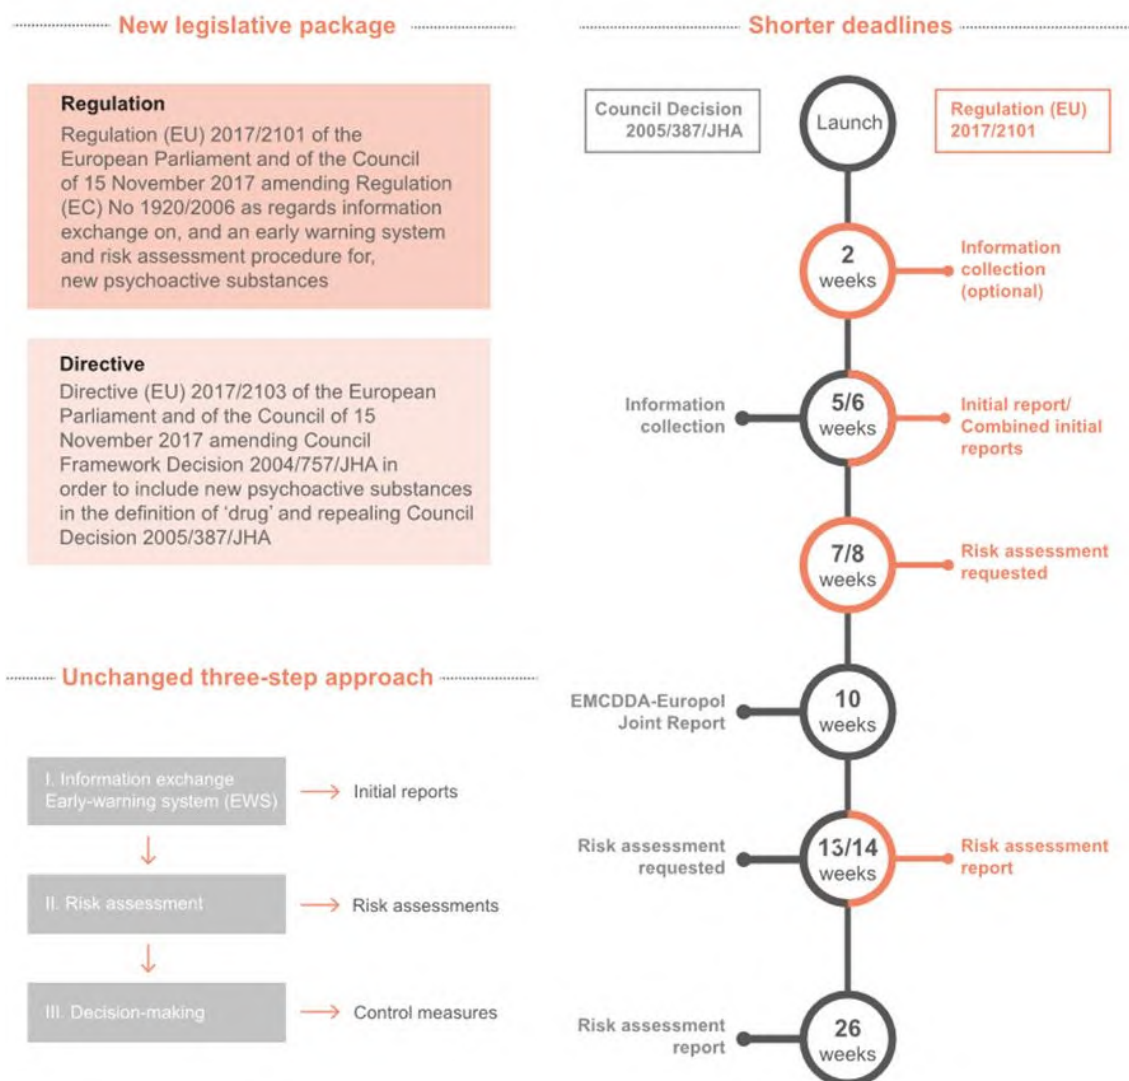 New legislative package
Regulation
Regulation (EU) 2017/2101 of the
European Parliament and of the Council
of 15 November 2017 amending Regulation
(EC) No 1920/2006 as regards information
exchange on, and an early warning system
and risk assessment procedure for,
new psychoactive substances
Directive
Directive (EU) 2017/2103 of the European
Parliament and of the Council of 15
November 2017 amending Council
Framework Decision 2004/757/JHA in
order to include new psychoactive substances
in the definition of ‘drug’ and repealing Council
Decision 2005/387/JHA
Unchanged three-step approach
I. Information exchange
Early-warning system (EWS)
Initial reports
II. Risk assessment
Risk assessments
III. Decision-making
Control measures
Shorter deadlines
Council Decision
2005/387/JHA
Launch
Regulation (EU)
2017/2101
2
weeks
Information
collection
(optional)
Information
collection
5/6
weeks
Initial report/
Combined initial
reports
7/8
weeks
Risk assessment
requested
EMCDDA-Europol
Joint Report
10
weeks
Risk assessment
requested
13/14
weeks
Risk assessment
report
Risk assessment
report
26
weeks